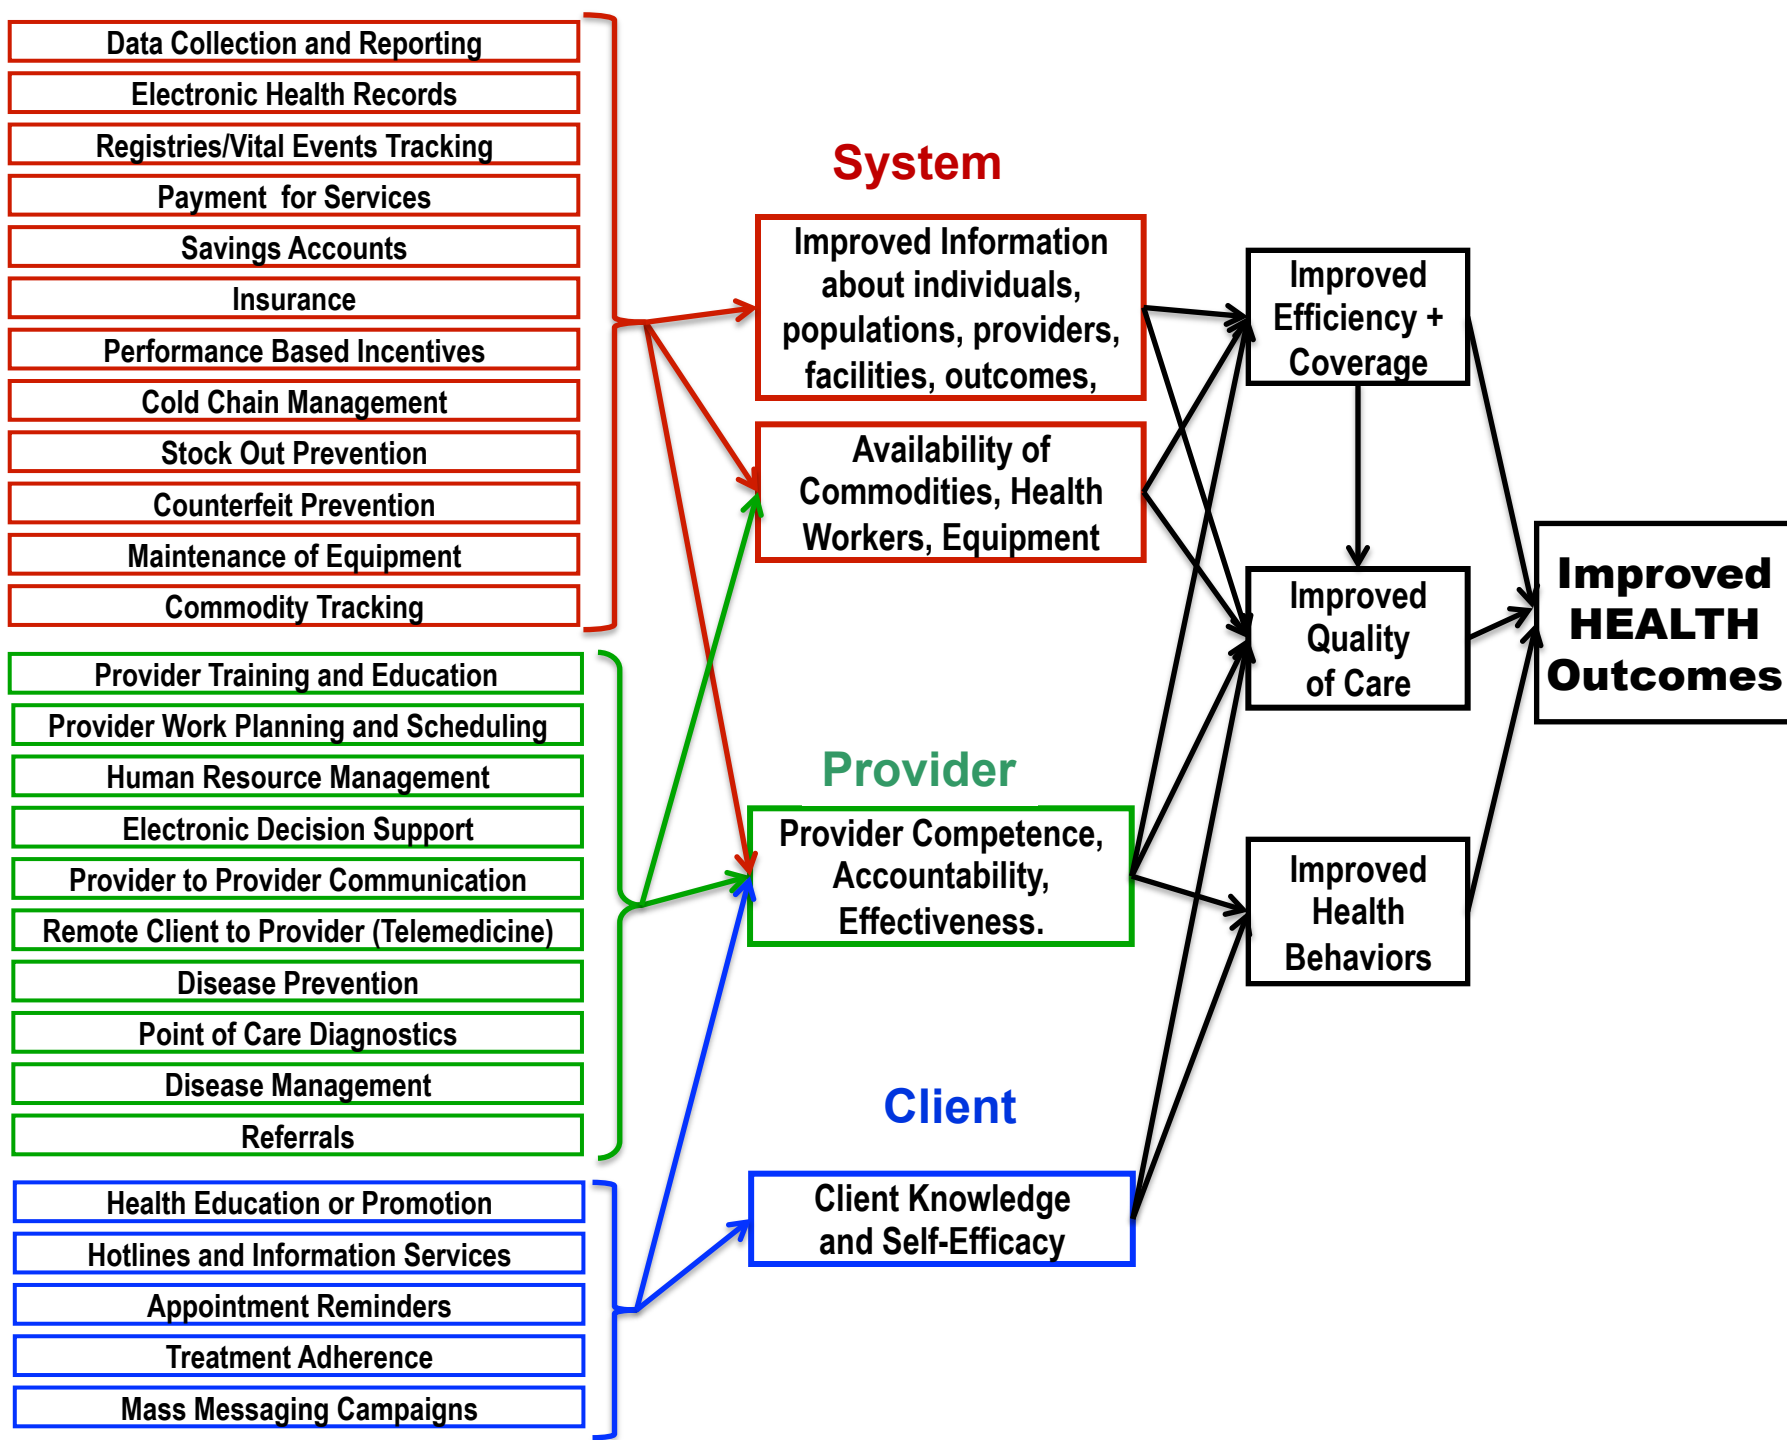 Data Collection and Reporting
Electronic Health Records
Registries/Vital Events Tracking
Payment for Services
Savings Accounts
Insurance
Performance Based Incentives
Cold Chain Management
Stock Out Prevention
Counterfeit Prevention
Maintenance of Equipment
Commodity Tracking
Provider Training and Education
Provider Work Planning and Scheduling
Human Resource Management
Electronic Decision Support
Provider to Provider Communication
Remote Client to Provider (Telemedicine)
Disease Prevention
Point of Care Diagnostics
Disease Management
Referrals
Health Education or Promotion
Hotlines and Information Services
Appointment Reminders
Treatment Adherence
Mass Messaging Campaigns
System
Improved Information
about individuals,
populations, providers,
facilities, outcomes,
Availability of
Commodities, Health
Workers, Equipment
Provider
Provider Competence,
Accountability,
Effectiveness.
Client
Client Knowledge
and Self-Efficacy
Improved
Efficiency +
Coverage
Improved
Quality
of Care
Improved
Health
Behaviors
Improved
HEALTH
Outcomes